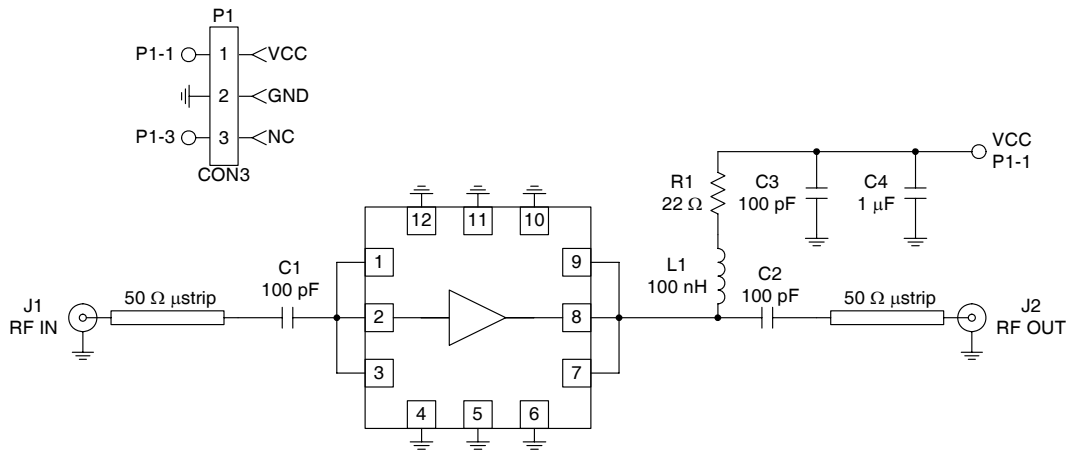 P1
P1-1
1
VCC
2
GND
P1-3
3
NC
CON3
VCC
P1-1
R1
22 Ω
C3
100 pF
C4
1 μF
12
11
10
1
9
L1
100 nH
C1
100 pF
C2
100 pF
J1
RF IN
50 Ω μstrip
2
8
50 Ω μstrip
J2
RF OUT
3
7
4
5
6